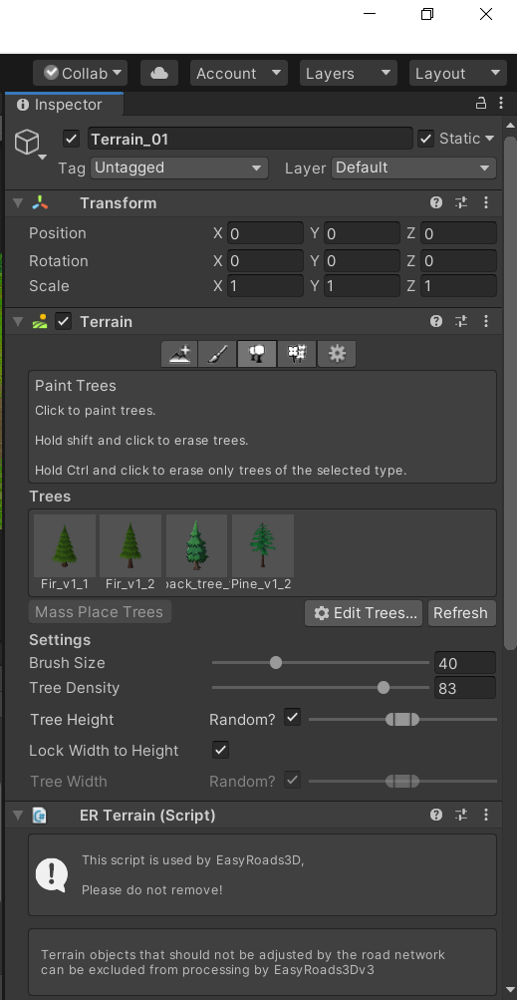 Collab
Account
Layers
Layout
Inspector
Terrain_01
Static
Tag Untagged Layer Default
Transform
Position X 0 Y 0 Z 0
Rotation X 0 Y 0 Z 0
Scale X 1 Y 1 Z 1
Terrain
Paint Trees
Click to paint trees.
Hold shift and click to erase trees.
Hold Ctrl and click to erase only trees of the selected type.
Trees
Fir_v1_1 Fir_v1_2 back_tree_ Pine_v1_2
Mass Place Trees Edit Trees... Refresh
Settings
Brush Size 40
Tree Density 83
Tree Height Random?
Lock Width to Height
Tree Width Random?
ER Terrain (Script)
This script is used by EasyRoads3D,
Please do not remove!
Terrain objects that should not be adjusted by the road network
can be excluded from processing by EasyRoads3Dv3